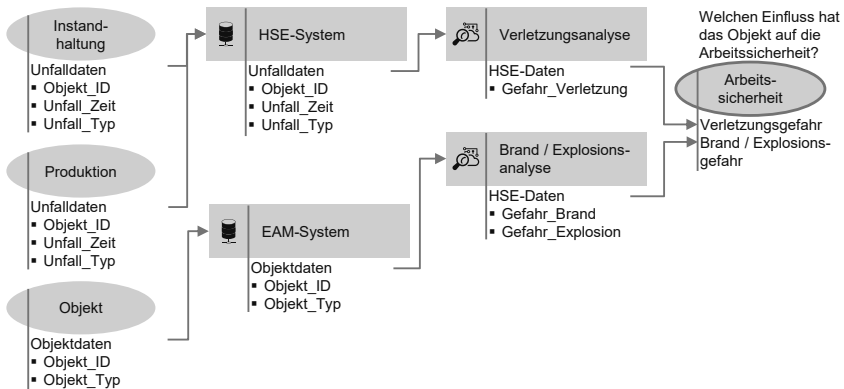 Instand-
haltung
Unfalldaten
▪ Objekt_ID
▪ Unfall_Zeit
▪ Unfall_Typ
Produktion
Unfalldaten
▪ Objekt_ID
▪ Unfall_Zeit
▪ Unfall_Typ
Objekt
Objektdaten
▪ Objekt_ID
▪ Objekt_Typ
HSE-System
Unfalldaten
▪ Objekt_ID
▪ Unfall_Zeit
▪ Unfall_Typ
EAM-System
Objektdaten
▪ Objekt_ID
▪ Objekt_Typ
Verletzungsanalyse
HSE-Daten
▪ Gefahr_Verletzung
Brand / Explosions-
analyse
HSE-Daten
▪ Gefahr_Brand
▪ Gefahr_Explosion
Welchen Einfluss hat
das Objekt auf die
Arbeitssicherheit?
Arbeits-
sicherheit
Verletzungsgefahr
Brand / Explosions-
gefahr